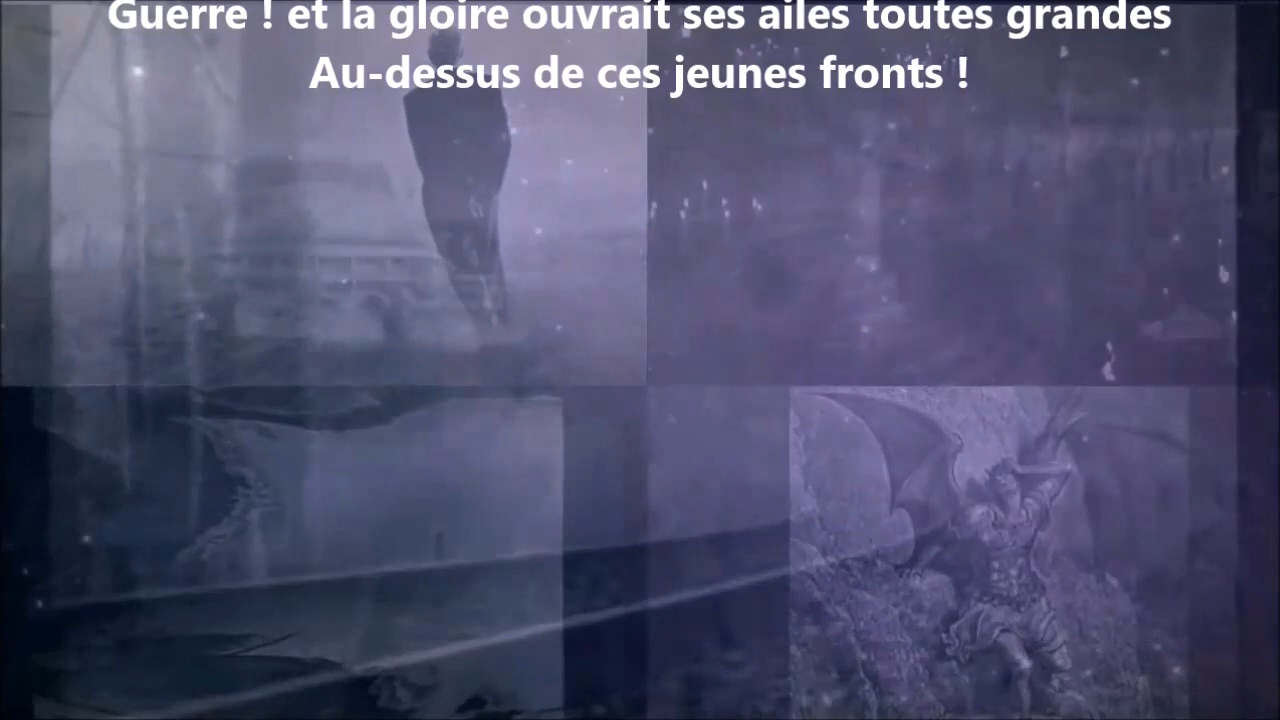 Guerre ! et la gloire ouvrait ses ailes toutes grandes
Au-dessus de ces jeunes fronts !